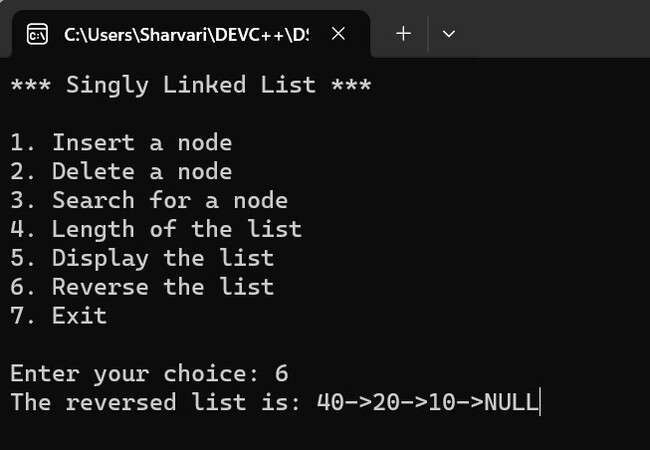 C:\Users\Sharvari\DEVC++\DS
*** Singly Linked List ***
1. Insert a node
2. Delete a node
3. Search for a node
4. Length of the list
5. Display the list
6. Reverse the list
7. Exit
Enter your choice: 6
The reversed list is: 40->20->10->NULL